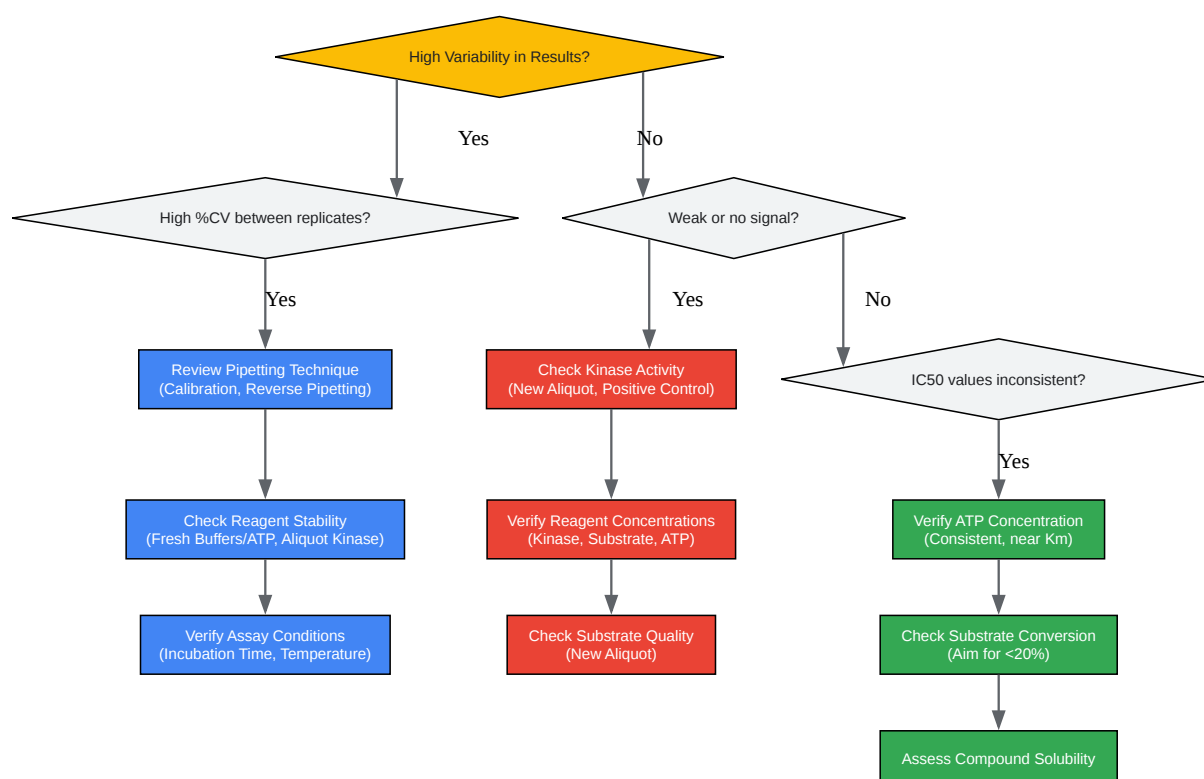 High Variability in Results?
Yes
No
High %CV between replicates?
Weak or no signal?
Yes
Yes
No
Review Pipetting Technique
(Calibration, Reverse Pipetting)
Check Kinase Activity
(New Aliquot, Positive Control)
IC50 values inconsistent?
Yes
Check Reagent Stability
(Fresh Buffers/ATP, Aliquot Kinase)
Verify Reagent Concentrations
(Kinase, Substrate, ATP)
Verify ATP Concentration
(Consistent, near Km)
Verify Assay Conditions
(Incubation Time, Temperature)
Check Substrate Quality
(New Aliquot)
Check Substrate Conversion
(Aim for <20%)
Assess Compound Solubility